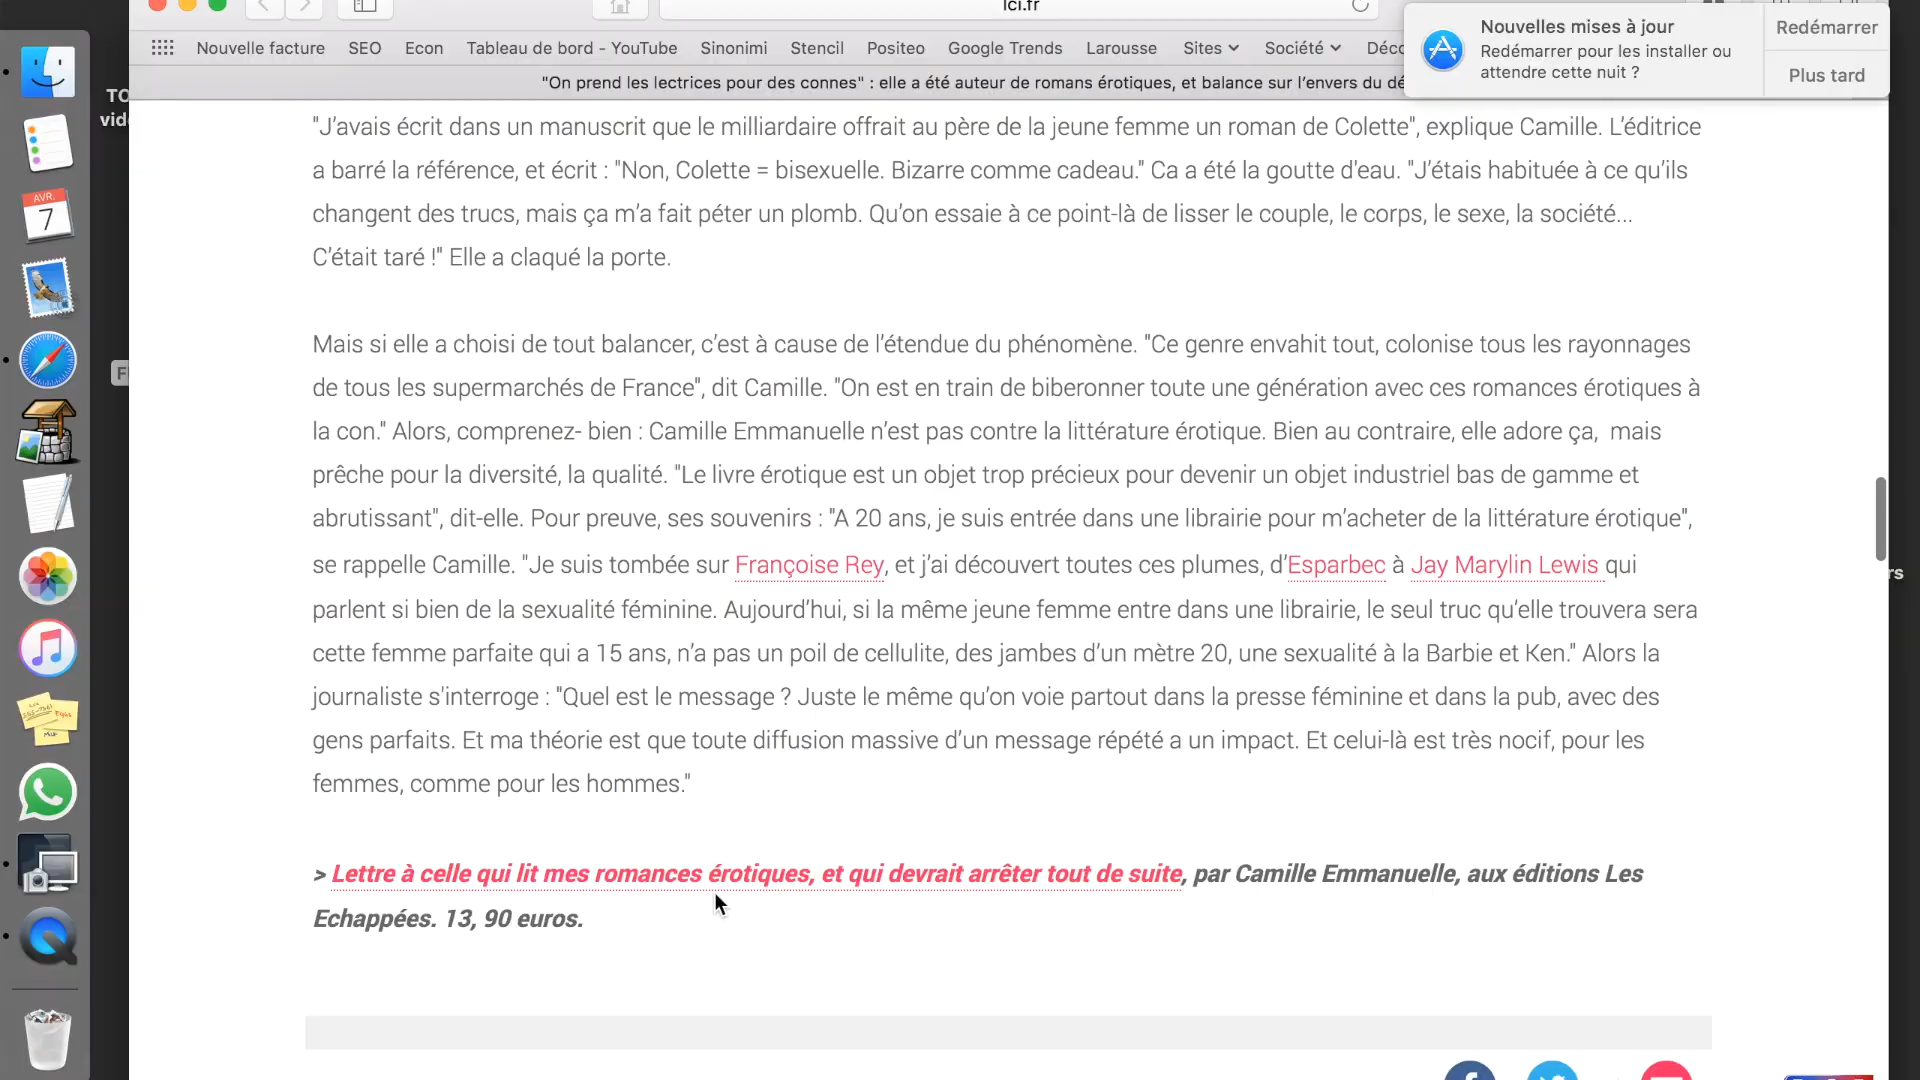 lci.fr
Nouvelle facture SEO Econ Tableau de bord - YouTube Sinonimi Stencil Positeo Google Trends Larousse Sites Société Déco
Nouvelles mises à jour
Redémarrer pour les installer ou
attendre cette nuit ?
Redémarrer
Plus tard
"On prend les lectrices pour des connes" : elle a été auteur de romans érotiques, et balance sur l'envers du dé
AVR.
7
"J'avais écrit dans un manuscrit que le milliardaire offrait au père de la jeune femme un roman de Colette", explique Camille. L'éditrice
a barré la référence, et écrit : "Non, Colette = bisexuelle. Bizarre comme cadeau." Ca a été la goutte d'eau. "J'étais habituée à ce qu'ils
changent des trucs, mais ça m'a fait péter un plomb. Qu'on essaie à ce point-là de lisser le couple, le corps, le sexe, la société...
C'était taré !" Elle a claqué la porte.
Mais si elle a choisi de tout balancer, c'est à cause de l'étendue du phénomène. "Ce genre envahit tout, colonise tous les rayonnages
de tous les supermarchés de France", dit Camille. "On est en train de biberonner toute une génération avec ces romances érotiques à
la con." Alors, comprenez- bien : Camille Emmanuelle n'est pas contre la littérature érotique. Bien au contraire, elle adore ça, mais
prêche pour la diversité, la qualité. "Le livre érotique est un objet trop précieux pour devenir un objet industriel bas de gamme et
abrutissant", dit-elle. Pour preuve, ses souvenirs : "A 20 ans, je suis entrée dans une librairie pour m'acheter de la littérature érotique",
se rappelle Camille. "Je suis tombée sur Françoise Rey, et j'ai découvert toutes ces plumes, d'Esparbec à Jay Marylin Lewis qui
parlent si bien de la sexualité féminine. Aujourd'hui, si la même jeune femme entre dans une librairie, le seul truc qu'elle trouvera sera
cette femme parfaite qui a 15 ans, n'a pas un poil de cellulite, des jambes d'un mètre 20, une sexualité à la Barbie et Ken." Alors la
journaliste s'interroge : "Quel est le message ? Juste le même qu'on voie partout dans la presse féminine et dans la pub, avec des
gens parfaits. Et ma théorie est que toute diffusion massive d'un message répété a un impact. Et celui-là est très nocif, pour les
femmes, comme pour les hommes."
> Lettre à celle qui lit mes romances érotiques, et qui devrait arrêter tout de suite, par Camille Emmanuelle, aux éditions Les
Echappées. 13, 90 euros.